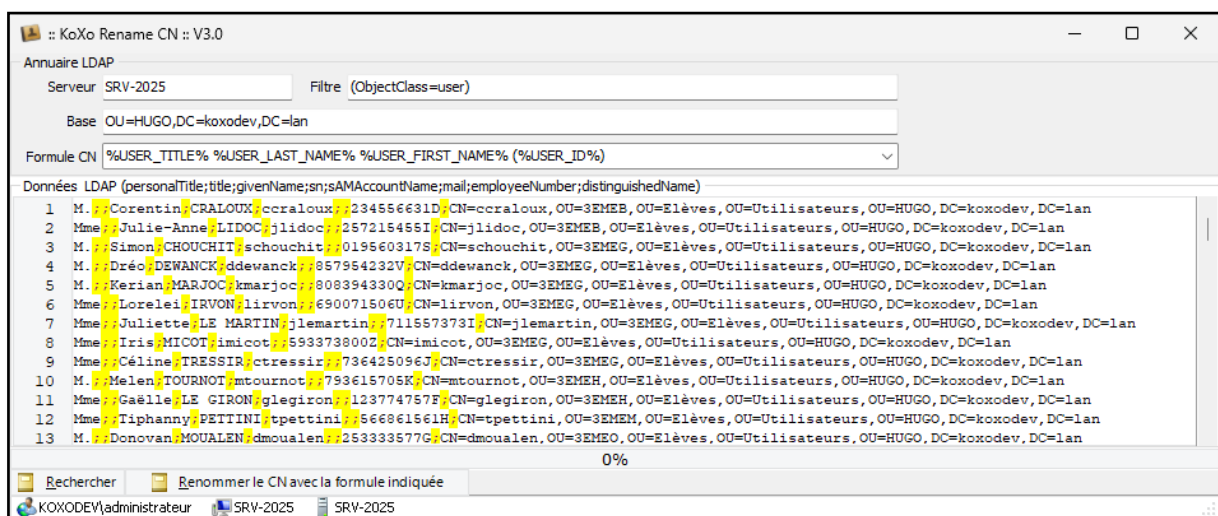 :: KoXo Rename CN :: V3.0
Annuaire LDAP
Serveur SRV-2025 Filtre (ObjectClass=user)
Base OU=HUGO,DC=koxodev,DC=lan
Formule CN %USER_TITLE% %USER_LAST_NAME% %USER_FIRST_NAME% (%USER_ID%)
Données LDAP (personalTitle;title;givenName;sn;sAMAccountName;mail;employeeNumber;distinguishedName)
1 M.;;Corentin;CRALOUX;ccraloux;;234556631D;CN=ccraloux,OU=3EMEB,OU=Elèves,OU=Utilisateurs,OU=HUGO,DC=koxodev,DC=lan
2 Mme;;Julie-Anne;LIDOC;jlidoc;;257215455I;CN=jlidoc,OU=3EMEB,OU=Elèves,OU=Utilisateurs,OU=HUGO,DC=koxodev,DC=lan
3 M.;;Simon;CHOUCHIT;schouchit;;019560317S;CN=schouchit,OU=3EMEG,OU=Elèves,OU=Utilisateurs,OU=HUGO,DC=koxodev,DC=lan
4 M.;;Dréo;DEWANCK;ddewanck;;857954232V;CN=ddewanck,OU=3EMEG,OU=Elèves,OU=Utilisateurs,OU=HUGO,DC=koxodev,DC=lan
5 M.;;Kerian;MARJOC;kmarjoc;;808394330Q;CN=kmarjoc,OU=3EMEG,OU=Elèves,OU=Utilisateurs,OU=HUGO,DC=koxodev,DC=lan
6 Mme;;Lorelei;IRVON;lirvon;;690071506U;CN=lirvon,OU=3EMEG,OU=Elèves,OU=Utilisateurs,OU=HUGO,DC=koxodev,DC=lan
7 Mme;;Juliette;LE MARTIN;jlemartin;;711557373I;CN=jlemartin,OU=3EMEG,OU=Elèves,OU=Utilisateurs,OU=HUGO,DC=koxodev,DC=lan
8 Mme;;Iris;MICOT;imicot;;593373800Z;CN=imicot,OU=3EMEG,OU=Elèves,OU=Utilisateurs,OU=HUGO,DC=koxodev,DC=lan
9 Mme;;Céline;TRESSIR;ctressir;;736425096J;CN=ctressir,OU=3EMEG,OU=Elèves,OU=Utilisateurs,OU=HUGO,DC=koxodev,DC=lan
10 M.;;Melen;TOURNOT;mtournot;;793615705K;CN=mtournot,OU=3EMEH,OU=Elèves,OU=Utilisateurs,OU=HUGO,DC=koxodev,DC=lan
11 Mme;;Gaëlle;LE GIRON;glegiron;;123774757F;CN=glegiron,OU=3EMEH,OU=Elèves,OU=Utilisateurs,OU=HUGO,DC=koxodev,DC=lan
12 Mme;;Tiphanny;PETTINI;tpettini;;566861561H;CN=tpettini,OU=3EMEM,OU=Elèves,OU=Utilisateurs,OU=HUGO,DC=koxodev,DC=lan
13 M.;;Donovan;MOUALEN;dmoualen;;253333577G;CN=dmoualen,OU=3EMEO,OU=Elèves,OU=Utilisateurs,OU=HUGO,DC=koxodev,DC=lan
0%
Rechercher Renommer le CN avec la formule indiquée
KOXODEV\administrateur SRV-2025 SRV-2025